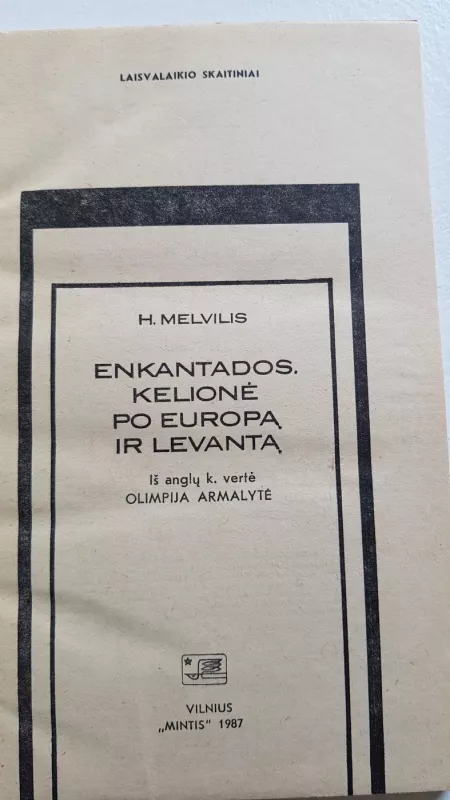 LAISVALAIKIO SKAITINIAI
H. MELVILIS
ENKANTADOS.
KELIONĖ
PO EUROPĄ
IR LEVANTĄ
Iš anglų k. vertė
OLIMPIJA ARMALYTĖ
VILNIUS
„MINTIS" 1987